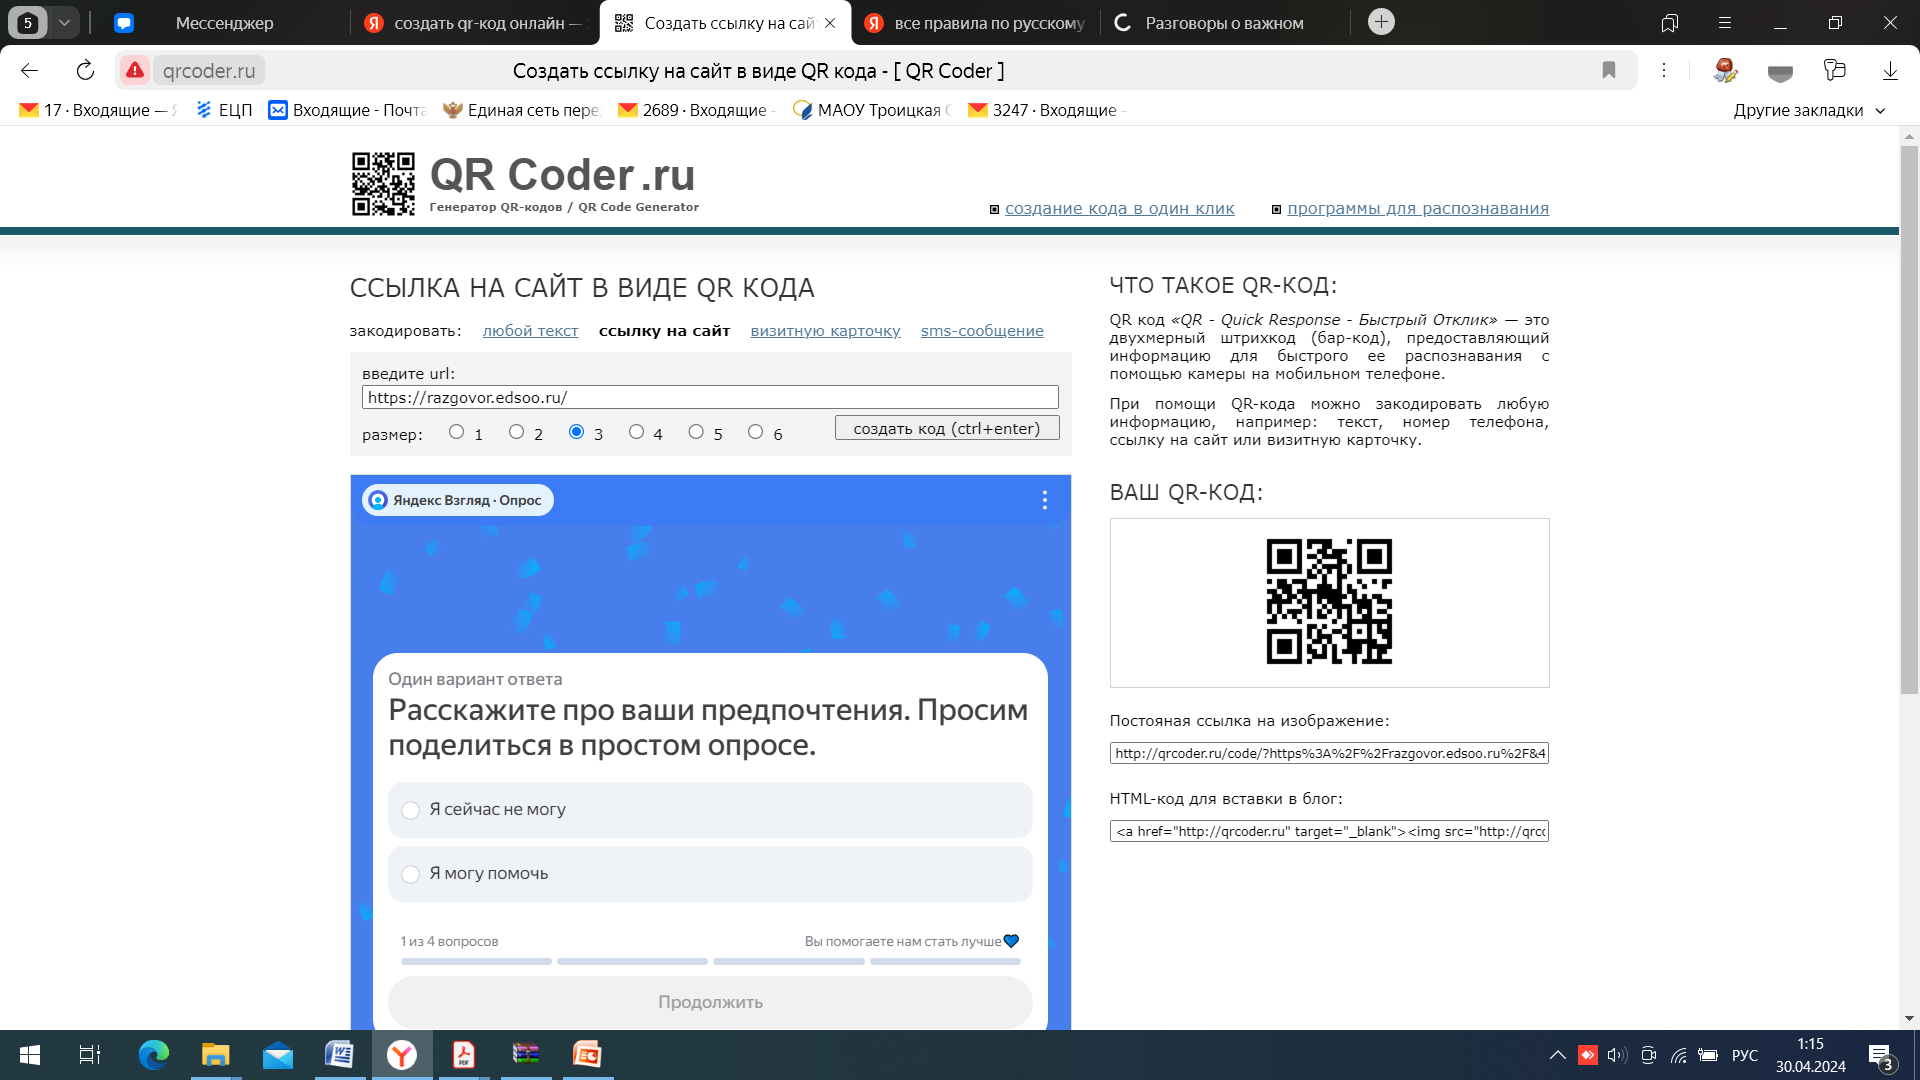 5
Мессенджер
создать qr-код онлайн —
Создать ссылку на сай
все правила по русскому
Разговоры о важном
qrcoder.ru
Создать ссылку на сайт в виде QR кода - [ QR Coder ]
17 · Входящие — Я
ЕЦП
Входящие - Почта
Единая сеть пере
2689 · Входящие -
МАОУ Троицкая
3247 · Входящие -
Другие закладки
QR Coder.ru
Генератор QR-кодов / QR Code Generator
создание кода в один клик
программы для распознавания
ССЫЛКА НА САЙТ В ВИДЕ QR КОДА
закодировать: любой текст ссылку на сайт визитную карточку sms-сообщение
введите url:
https://razgovor.edsoo.ru/
размер: 1 2 3 4 5 6
создать код (ctrl+enter)
Яндекс Взгляд · Опрос
Один вариант ответа
Расскажите про ваши предпочтения. Просим
поделиться в простом опросе.
Я сейчас не могу
Я могу помочь
1 из 4 вопросов
Вы помогаете нам стать лучше
Продолжить
ЧТО ТАКОЕ QR-КОД:
QR код «QR - Quick Response - Быстрый Отклик» — это
двухмерный штрихкод (бар-код), предоставляющий
информацию для быстрого ее распознавания с
помощью камеры на мобильном телефоне.
При помощи QR-кода можно закодировать любую
информацию, например: текст, номер телефона,
ссылку на сайт или визитную карточку.
ВАШ QR-КОД:
Постояная ссылка на изображение:
http://qrcoder.ru/code/?https%3A%2F%2Frazgovor.edsoo.ru%2F&4
HTML-код для вставки в блог:
<a href="http://qrcoder.ru" target="_blank"><img src="http://qrco
РУС
1:15
30.04.2024
3